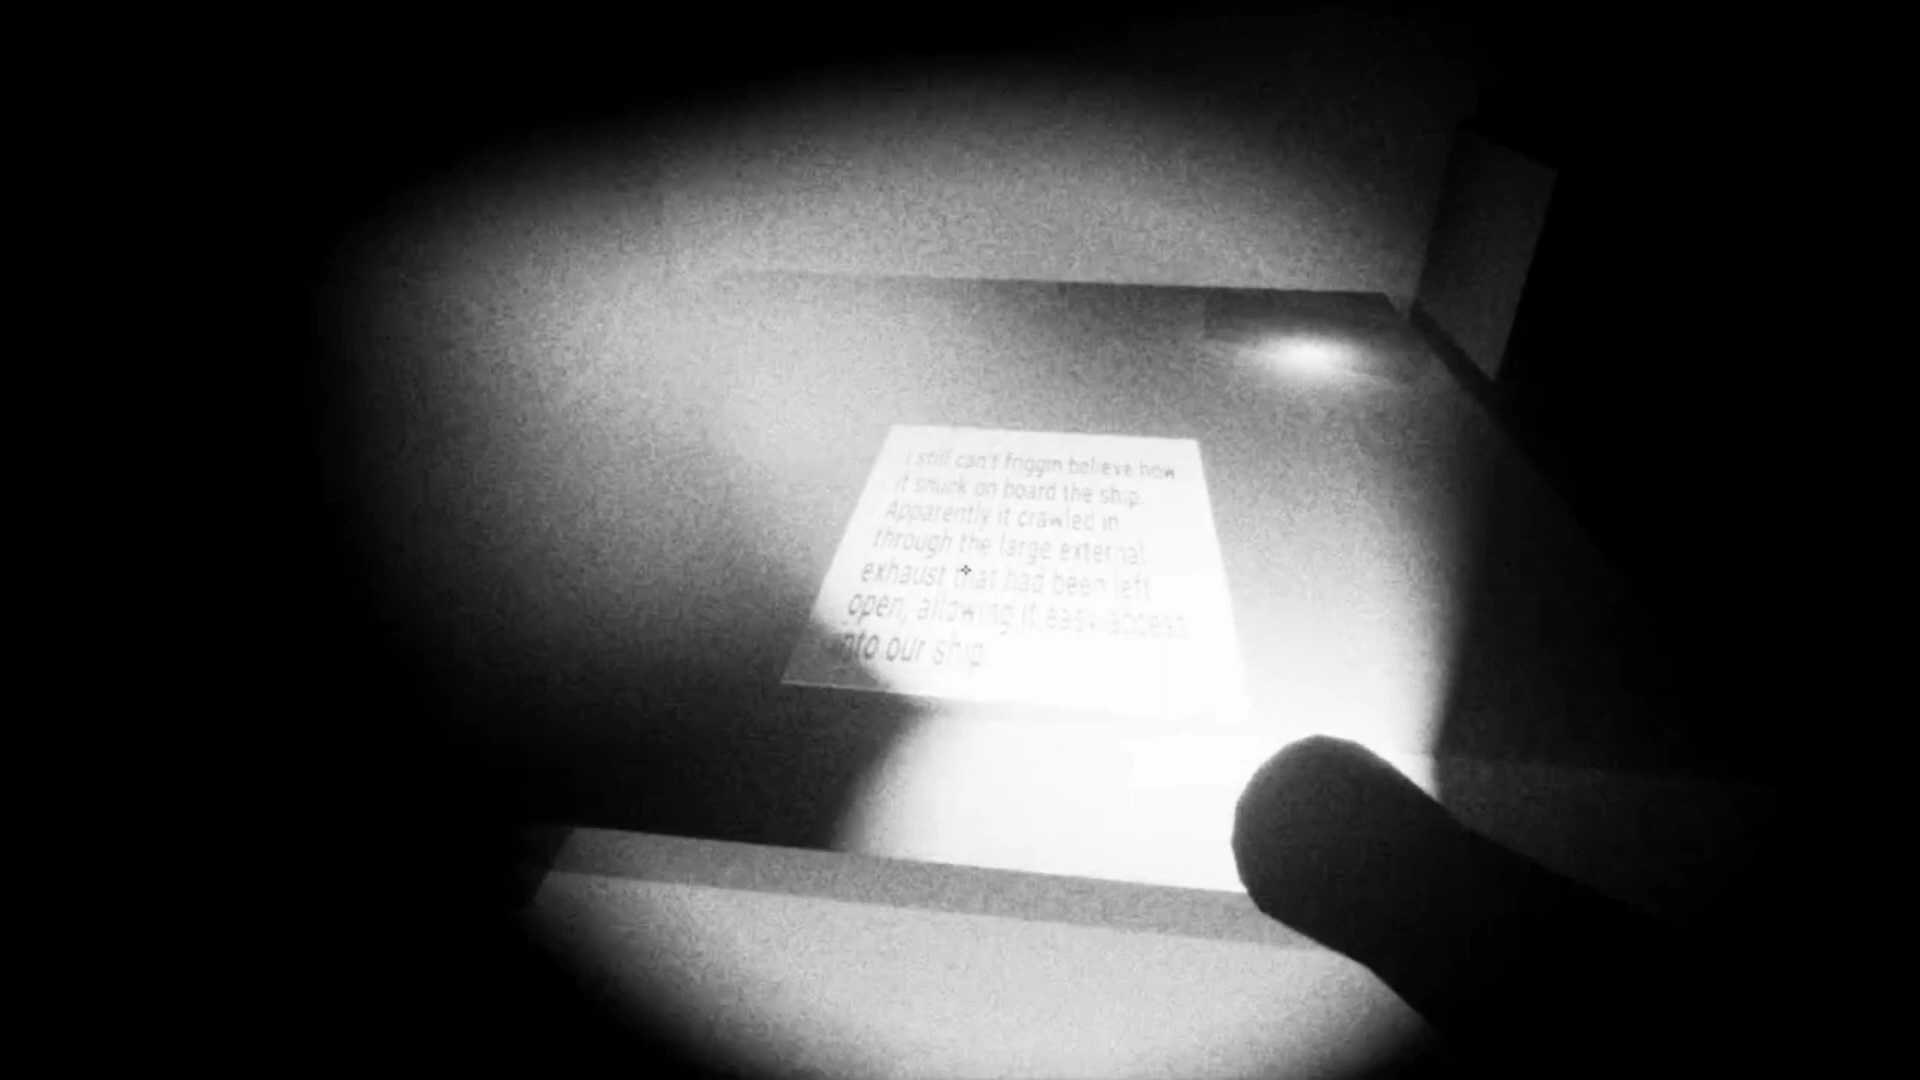 I still can't friggin believe how
it snuck on board the ship.
Apparently it crawled in
through the large external
exhaust that had been left
open, allowing it easy access
into our ship